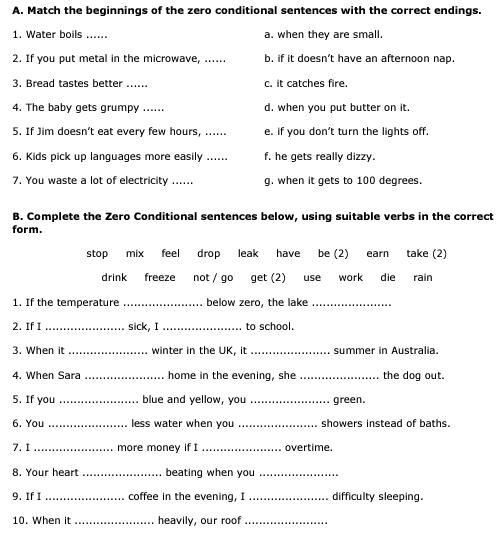 A. Match the beginnings of the zero conditional sentences with the correct endings.
1. Water boils ......
a. when they are small.
2. If you put metal in the microwave, ......
b. if it doesn't have an afternoon nap.
3. Bread tastes better ......
c. it catches fire.
4. The baby gets grumpy ......
d. when you put butter on it.
5. If Jim doesn't eat every few hours, ......
e. if you don't turn the lights off.
6. Kids pick up languages more easily ......
f. he gets really dizzy.
7. You waste a lot of electricity ......
g. when it gets to 100 degrees.
B. Complete the Zero Conditional sentences below, using suitable verbs in the correct
form.
stop mix feel drop leak have be (2) earn take (2)
drink freeze not / go get (2) use work die rain
1. If the temperature ...................... below zero, the lake ......................
2. If I ...................... sick, I ...................... to school.
3. When it ...................... winter in the UK, it ...................... summer in Australia.
4. When Sara ...................... home in the evening, she ...................... the dog out.
5. If you ...................... blue and yellow, you ...................... green.
6. You ...................... less water when you ...................... showers instead of baths.
7. I ...................... more money if I ...................... overtime.
8. Your heart ...................... beating when you ......................
9. If I ...................... coffee in the evening, I ...................... difficulty sleeping.
10. When it ...................... heavily, our roof .......................